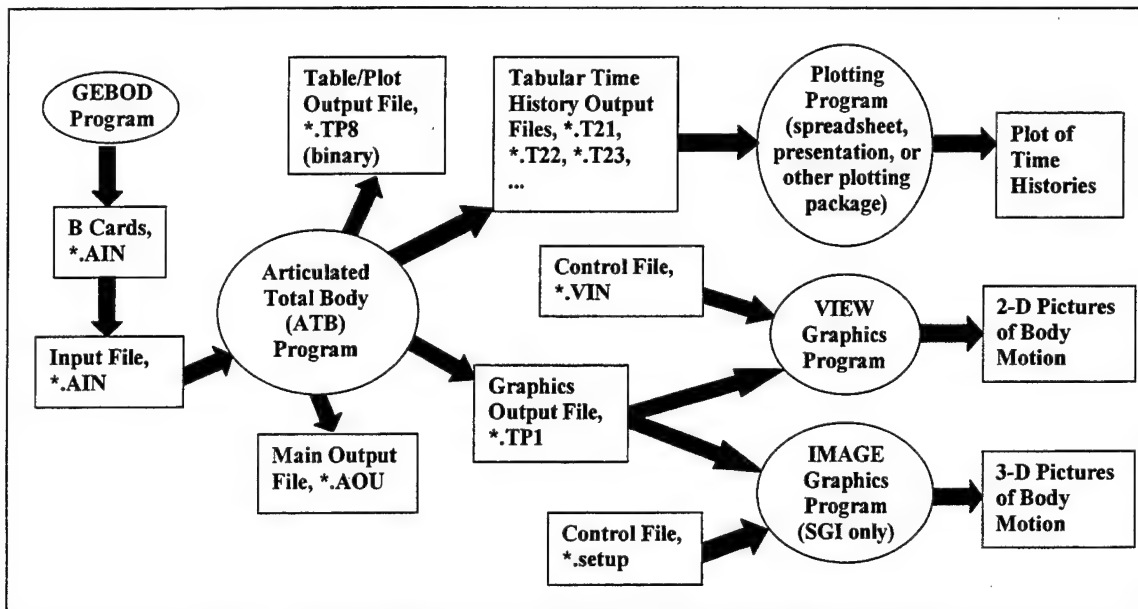 GEBOD
Program
B Cards,
*.AIN
Input File,
*.AIN
Table/Plot
Output File,
*.TP8
(binary)
Articulated
Total Body
(ATB)
Program
Main Output
File, *.AOU
Tabular Time
History Output
Files, *.T21,
*.T22, *.T23,
...
Graphics
Output File,
*.TP1
Control File,
*.VIN
Control File,
*.setup
Plotting
Program
(spreadsheet,
presentation, or
other plotting
package)
VIEW
Graphics
Program
IMAGE
Graphics
Program
(SGI only)
Plot of
Time
Histories
2-D Pictures
of Body
Motion
3-D Pictures
of Body
Motion